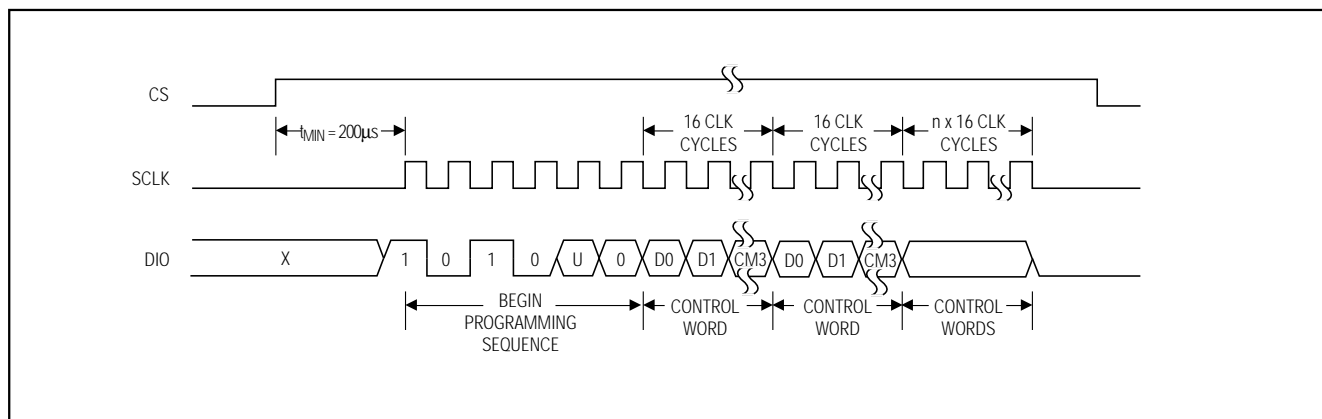 CS
tMIN = 200µs
16 CLK
CYCLES
16 CLK
CYCLES
n x 16 CLK
CYCLES
SCLK
DIO
X
1 0 1 0 U 0 D0 D1 CM3 D0 D1 CM3
BEGIN
PROGRAMMING
SEQUENCE
CONTROL
WORD
CONTROL
WORD
CONTROL
WORDS